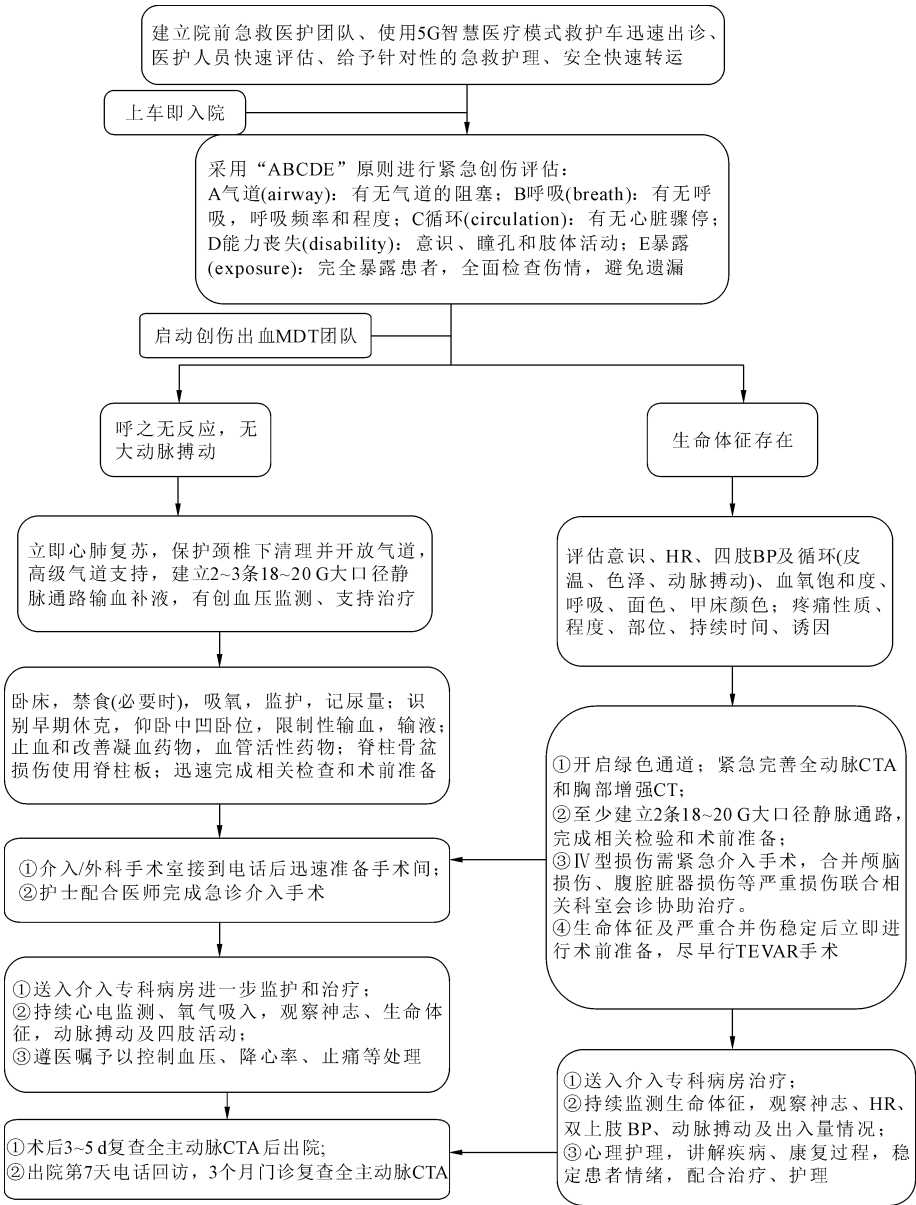 建立院前急救医护团队、使用5G智慧医疗模式救护车迅速出诊、
医护人员快速评估、给予针对性的急救护理、安全快速转运
上车即入院
采用“ABCDE”原则进行紧急创伤评估：
A气道(airway)：有无气道的阻塞；B呼吸(breath)：有无呼
吸，呼吸频率和程度；C循环(circulation)：有无心脏骤停；
D能力丧失(disability)：意识、瞳孔和肢体活动；E暴露
(exposure)：完全暴露患者，全面检查伤情，避免遗漏
启动创伤出血MDT团队
呼之无反应，无
大动脉搏动
生命体征存在
立即心肺复苏，保护颈椎下清理并开放气道，
高级气道支持，建立2~3条18~20 G大口径静
脉通路输血补液，有创血压监测、支持治疗
评估意识、HR、四肢BP及循环(皮
温、色泽、动脉搏动)、血氧饱和度、
呼吸、面色、甲床颜色；疼痛性质、
程度、部位、持续时间、诱因
卧床，禁食(必要时)，吸氧，监护，记尿量；识
别早期休克，仰卧中凹卧位，限制性输血，输液；
止血和改善凝血药物，血管活性药物；脊柱骨盆
损伤使用脊柱板；迅速完成相关检查和术前准备
①开启绿色通道；紧急完善全动脉CTA
和胸部增强CT；
②至少建立2条18~20 G大口径静脉通路，
完成相关检验和术前准备；
③Ⅳ型损伤需紧急介入手术，合并颅脑
损伤、腹腔脏器损伤等严重损伤联合相
关科室会诊协助治疗。
④生命体征及严重合并伤稳定后立即进
行术前准备，尽早行TEVAR手术
①介入/外科手术室接到电话后迅速准备手术间；
②护士配合医师完成急诊介入手术
①送入介入专科病房进一步监护和治疗；
②持续心电监测、氧气吸入，观察神志、生命体
征，动脉搏动及四肢活动；
③遵医嘱予以控制血压、降心率、止痛等处理
①送入介入专科病房治疗；
②持续监测生命体征，观察神志、HR、
双上肢 BP、动脉搏动及出入量情况；
③心理护理，讲解疾病、康复过程，稳
定患者情绪，配合治疗、护理
①术后3~5 d复查全主动脉CTA后出院;
②出院第7天电话回访，3个月门诊复查全主动脉CTA